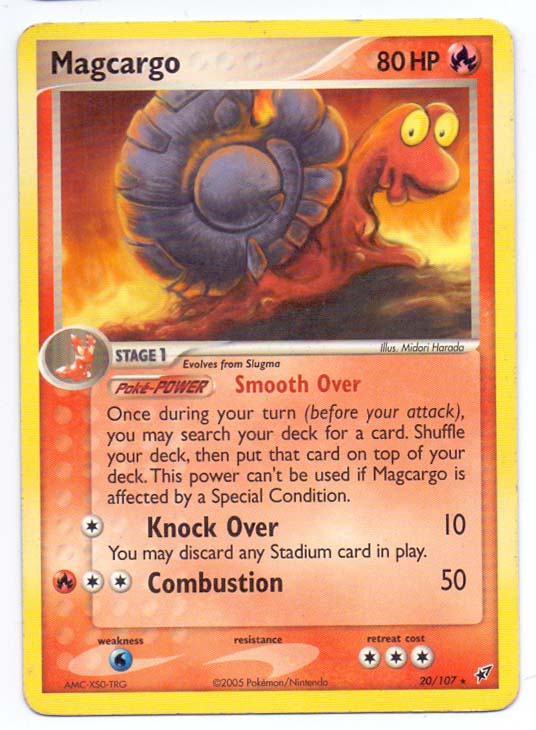 Magcargo 80 HP
Illus. Midori Harada
STAGE 1
Evolves from Slugma
Poké-POWER Smooth Over
Once during your turn (before your attack),
you may search your deck for a card. Shuffle
your deck, then put that card on top of your
deck. This power can't be used if Magcargo is
affected by a Special Condition.
Knock Over 10
You may discard any Stadium card in play.
Combustion 50
weakness resistance retreat cost
AMC-XS0-TRG ©2005 Pokémon/Nintendo 20/107 ★